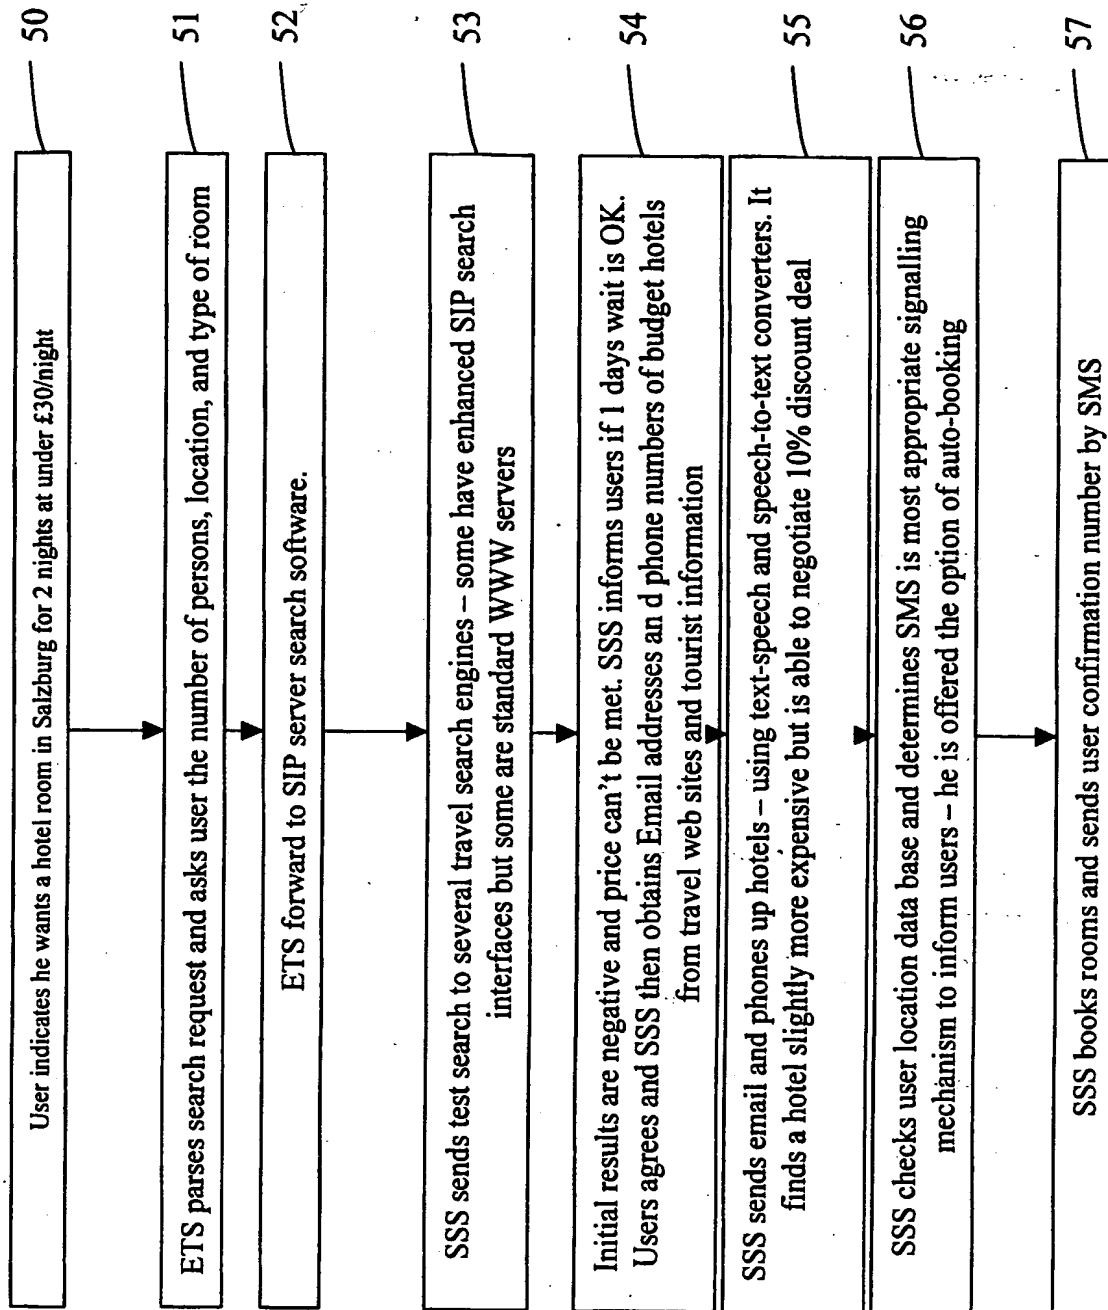 User indicates he wants a hotel room in Salzburg for 2 nights at under £30/night
50
ETS parses search request and asks user the number of persons, location, and type of room
51
ETS forward to SIP server search software.
52
SSS sends test search to several travel search engines – some have enhanced SIP search
interfaces but some are standard WWW servers
53
Initial results are negative and price can't be met. SSS informs users if 1 days wait is OK.
Users agrees and SSS then obtains Email addresses an d phone numbers of budget hotels
from travel web sites and tourist information
54
SSS sends email and phones up hotels – using text-speech and speech-to-text converters. It
finds a hotel slightly more expensive but is able to negotiate 10% discount deal
55
SSS checks user location data base and determines SMS is most appropriate signalling
mechanism to inform users – he is offered the option of auto-booking
56
SSS books rooms and sends user confirmation number by SMS
57